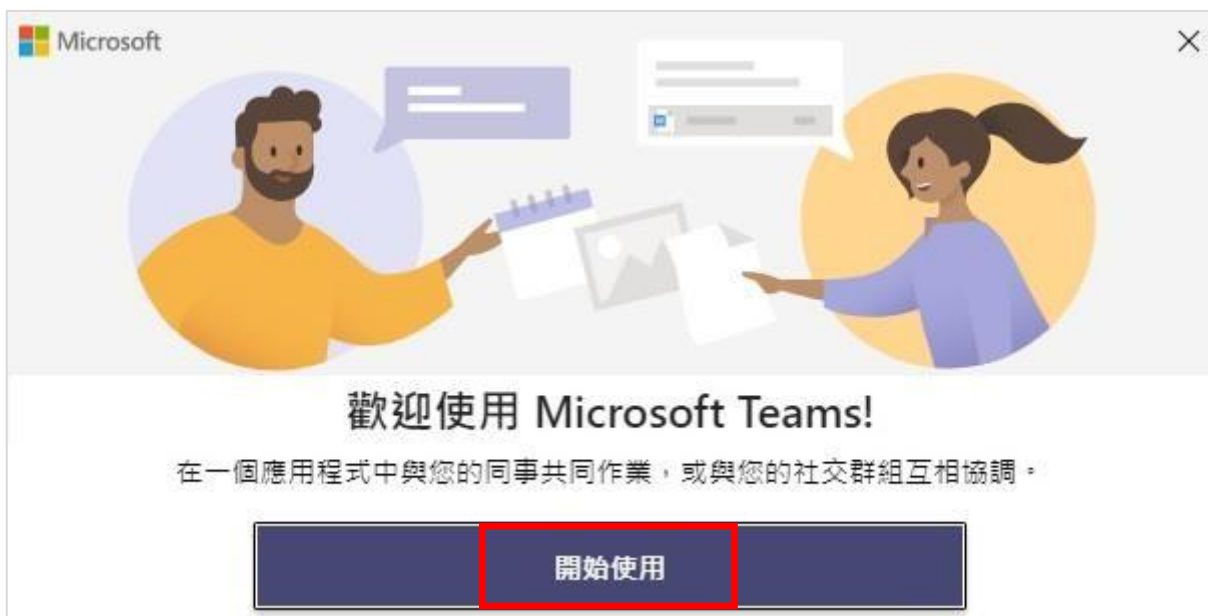 Microsoft
歡迎使用 Microsoft Teams!
在一個應用程式中與您的同事共同作業，或與您的社交群組互相協調。
開始使用